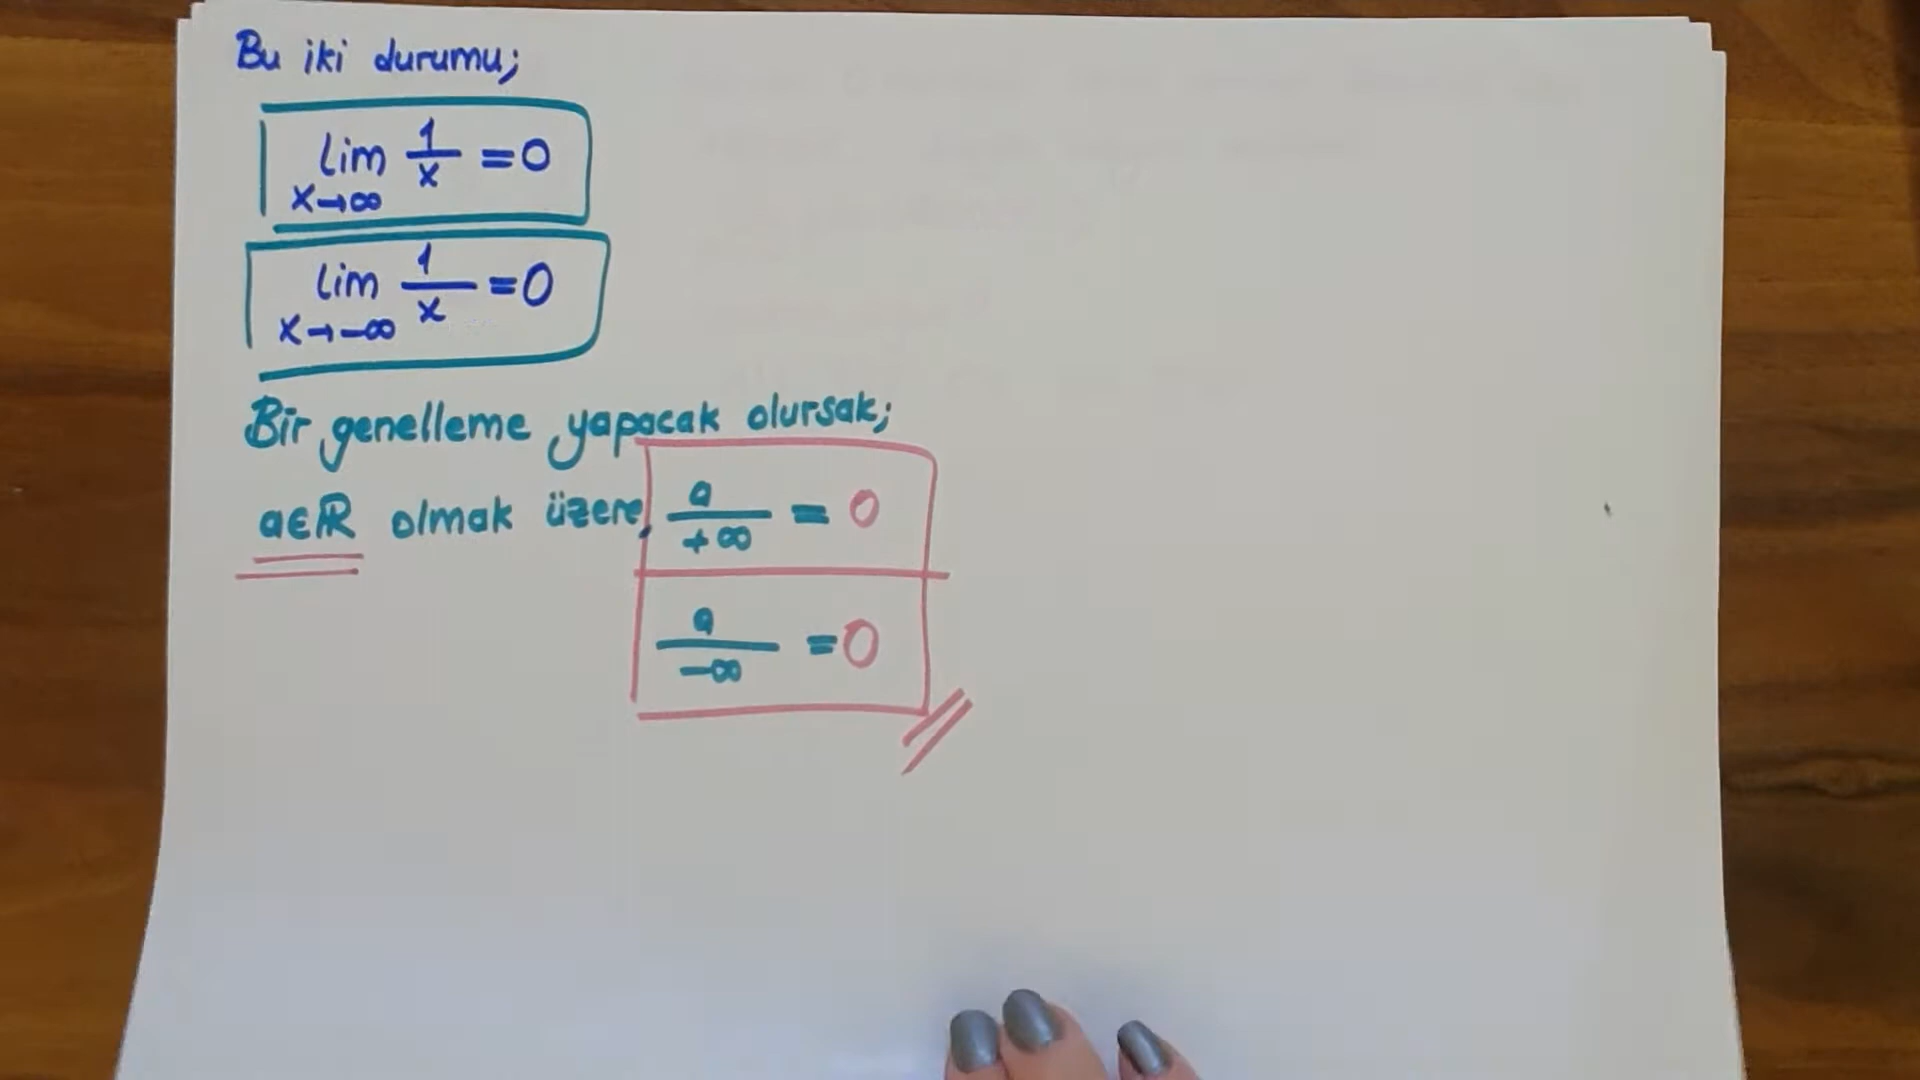 Bu iki durumu;
lim 1/x = 0
x→∞
lim 1/x = 0
x→-∞
Bir genelleme yapacak olursak;
a∈ℝ olmak üzere, a/+∞ = 0
a/-∞ = 0